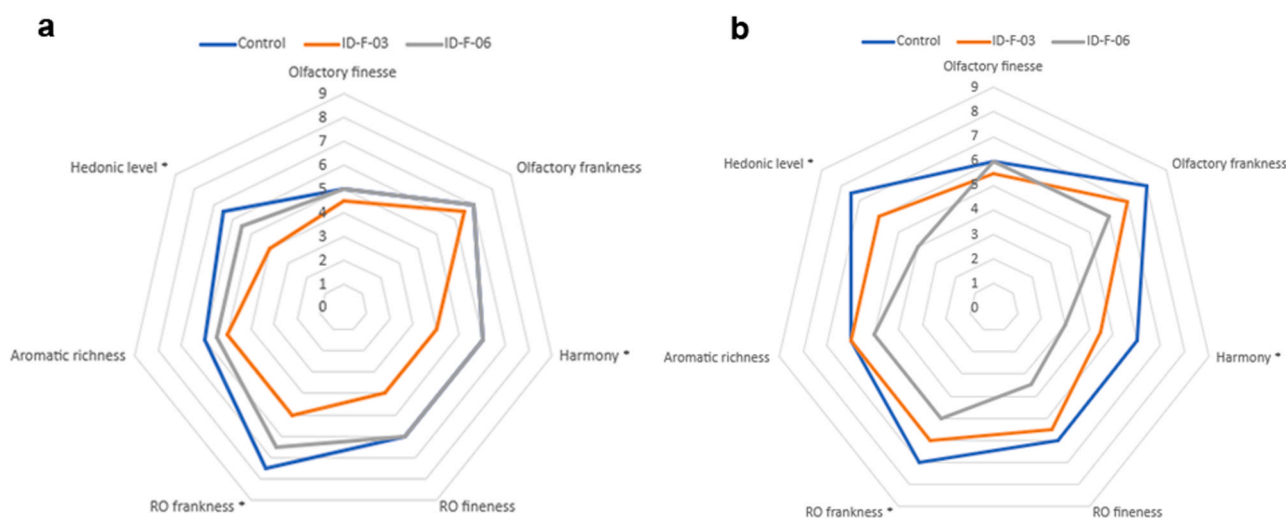 a
Control ID-F-03 ID-F-06
Olfactory finesse
9
8
7
6
5
4
3
2
1
0
Hedonic level *
Olfactory frankness
Aromatic richness
Harmony *
RO frankness *
RO fineness
b
Control ID-F-03 ID-F-06
Olfactory finesse
9
8
7
6
5
4
3
2
1
0
Hedonic level *
Olfactory frankness
Aromatic richness
Harmony *
RO frankness *
RO fineness